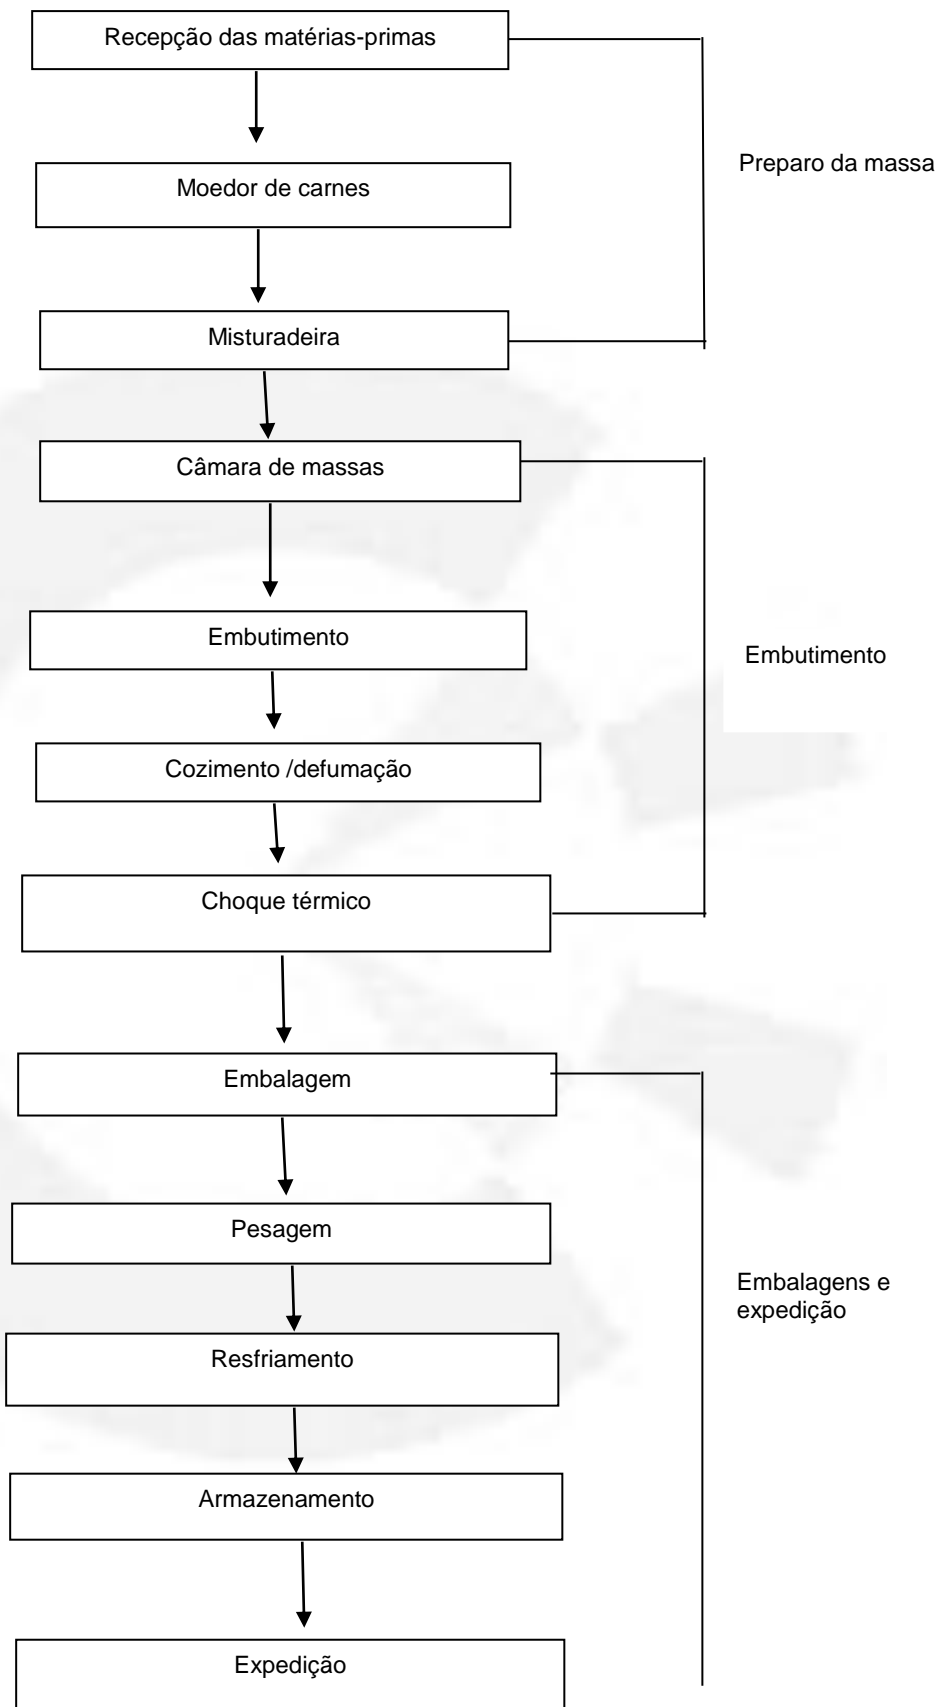 Recepção das matérias-primas
Preparo da massa
Moedor de carnes
Misturadeira
Câmara de massas
Embutimento
Embutimento
Cozimento /defumação
Choque térmico
Embalagem
Pesagem
Embalagens e
expedição
Resfriamento
Armazenamento
Expedição